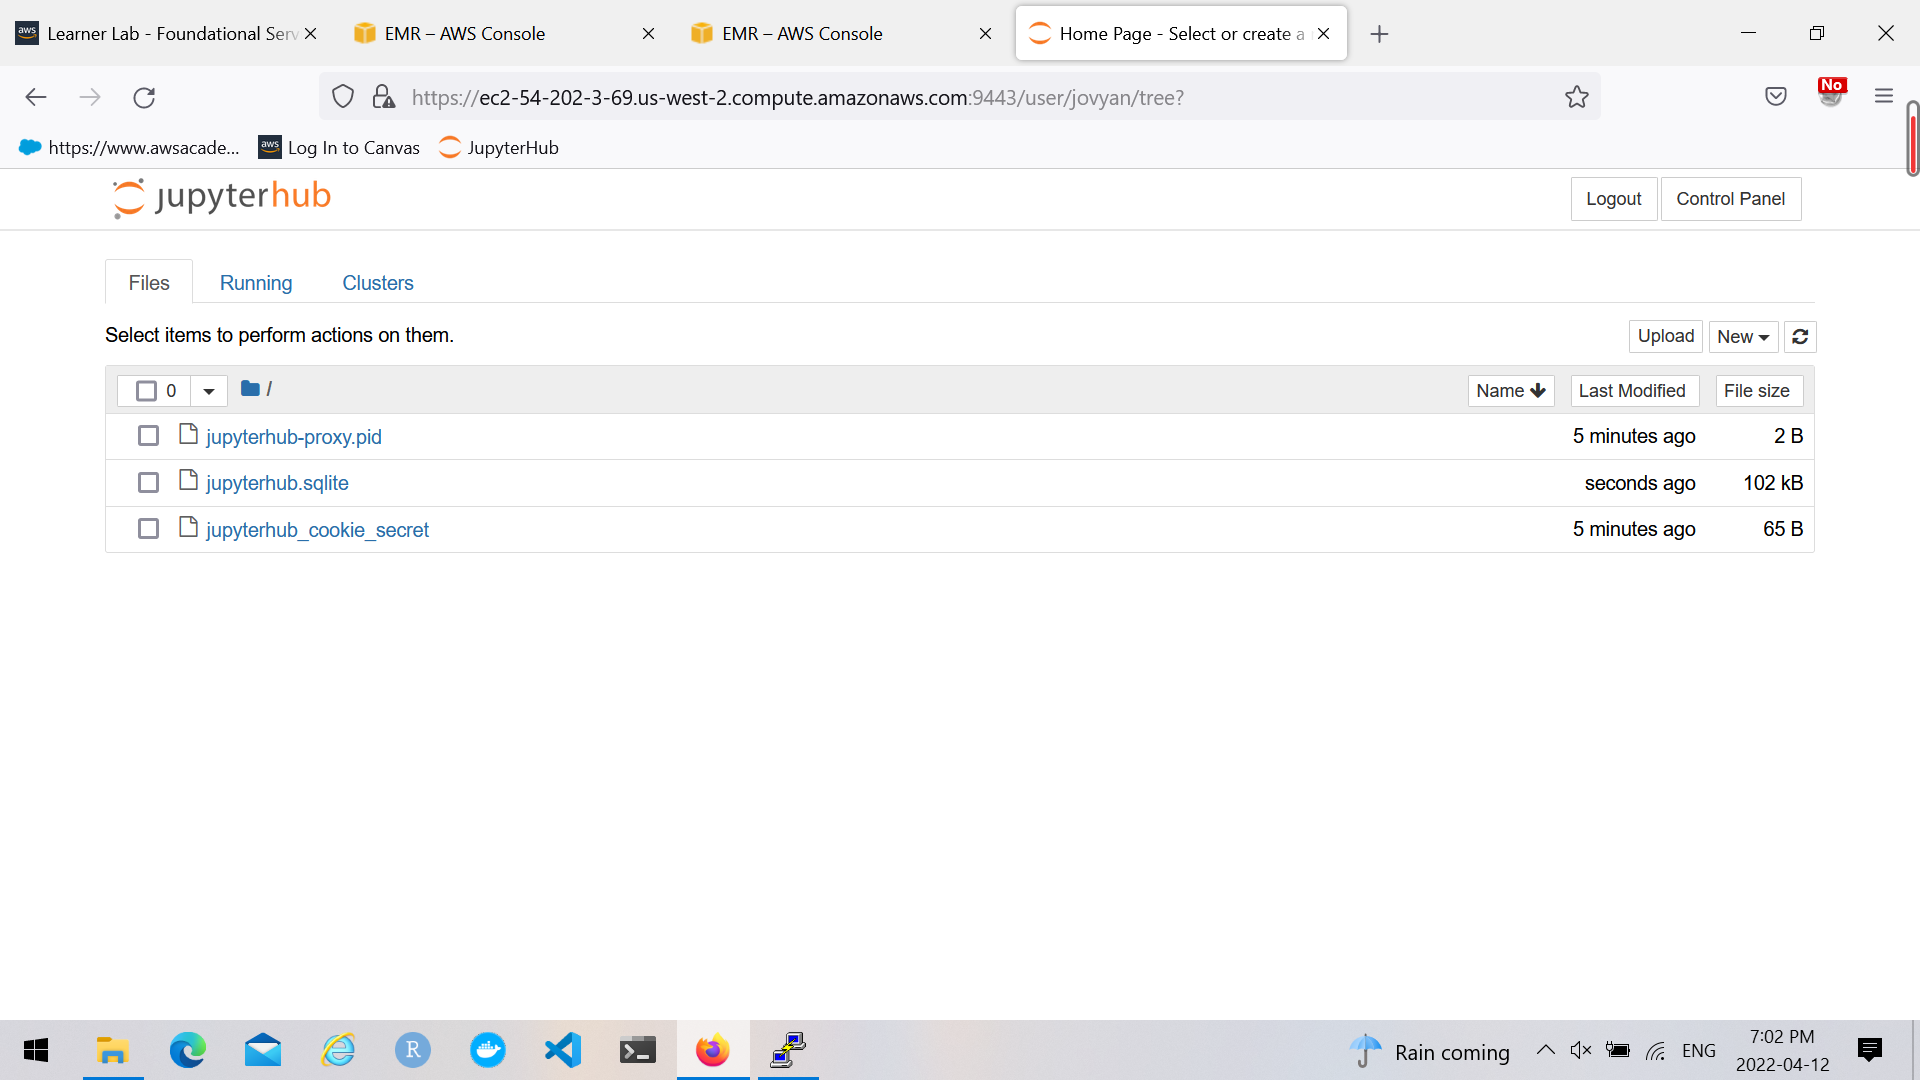 aws Learner Lab - Foundational Serv
EMR – AWS Console
EMR – AWS Console
Home Page - Select or create a
https://ec2-54-202-3-69.us-west-2.compute.amazonaws.com:9443/user/jovyan/tree?
No
https://www.awsacade...
aws Log In to Canvas
JupyterHub
jupyterhub
Logout
Control Panel
Files
Running
Clusters
Select items to perform actions on them.
Upload
New
0
/
Name
Last Modified
File size
jupyterhub-proxy.pid 5 minutes ago 2 B
jupyterhub.sqlite seconds ago 102 kB
jupyterhub_cookie_secret 5 minutes ago 65 B
R
Rain coming
ENG
7:02 PM
2022-04-12